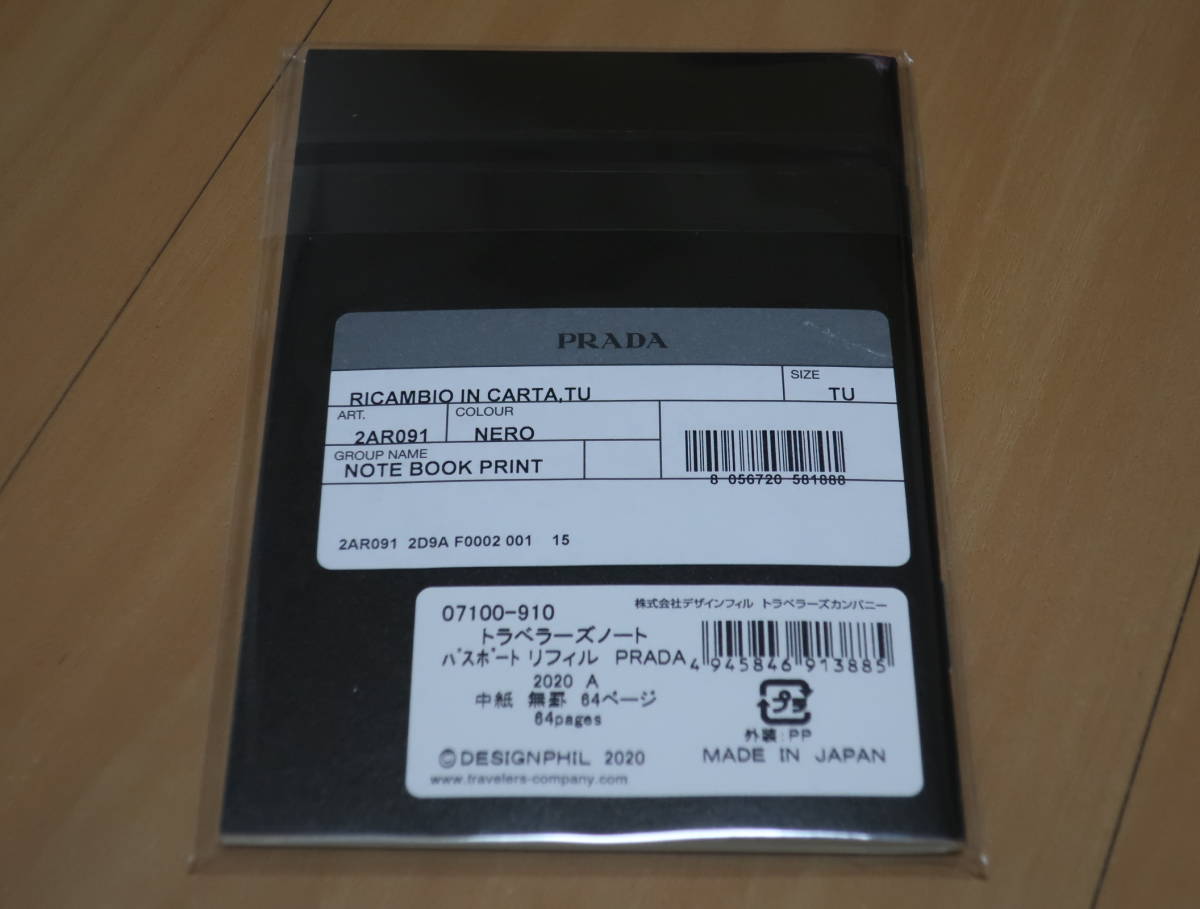 PRADA
RICAMBIO IN CARTA,TU
SIZE
TU
ART.
2AR091
COLOUR
NERO
GROUP NAME
NOTE BOOK PRINT
8 056720 581888
2AR091 2D9A F0002 001 15
07100-910
株式会社デザインフィル トラベラーズカンパニー
トラベラーズノート
パスポート リフィル PRADA
2020 A
中紙 無罫 64ページ
64pages
4 945846 913885
プラ
外装:PP
©DESIGNPHIL 2020
MADE IN JAPAN
www.travelers-company.com